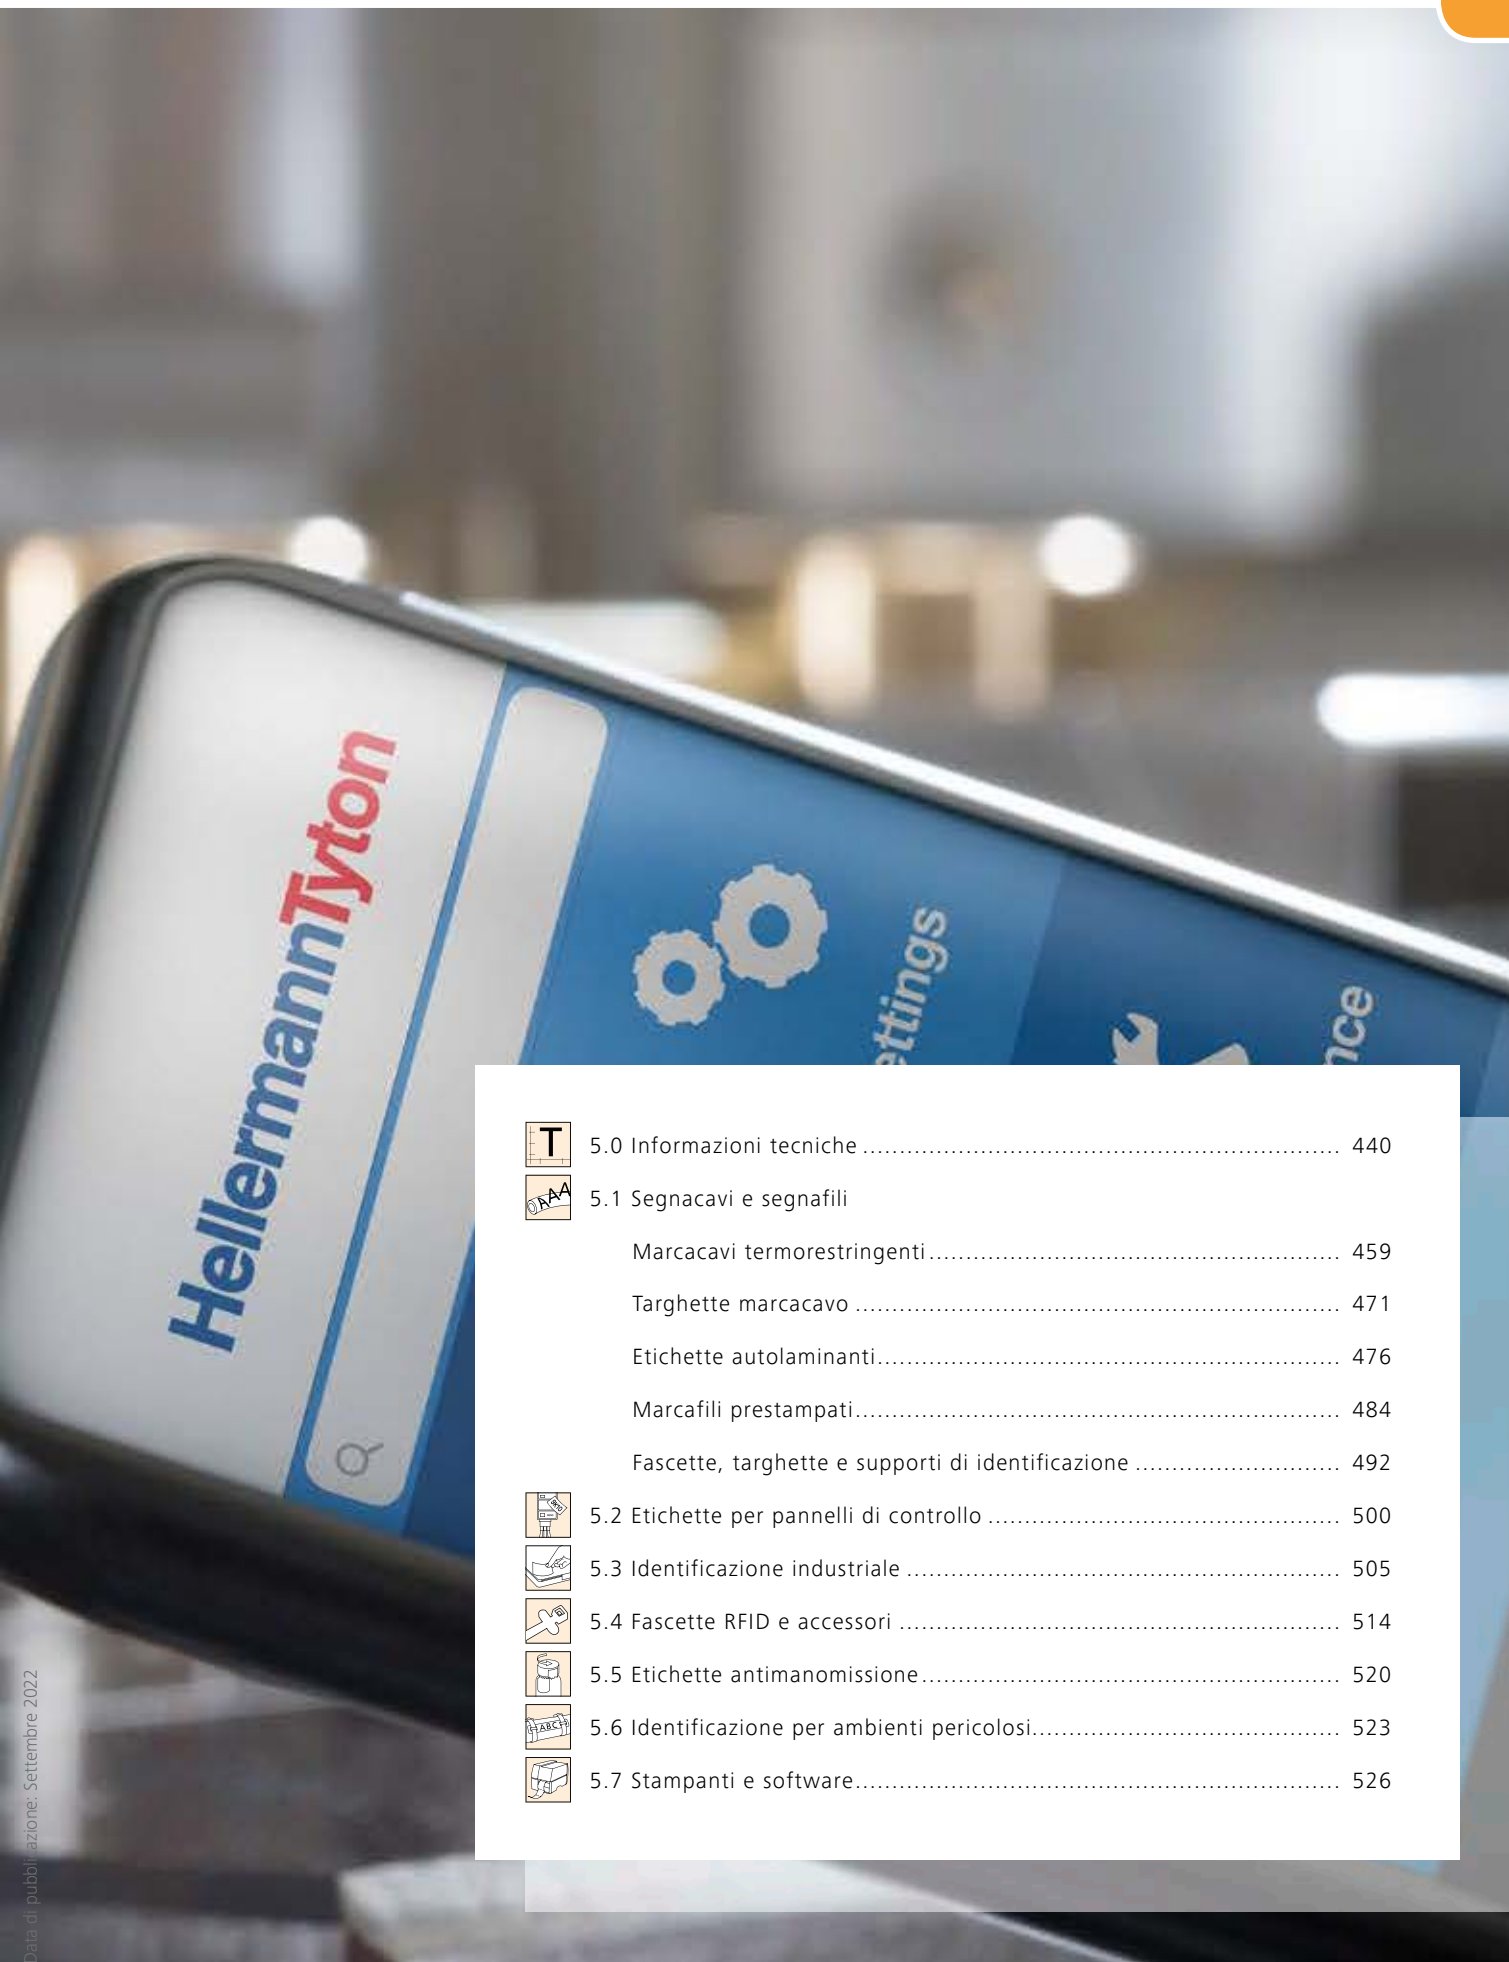 HellermannTyton
ettings
nce
T
5.0 Informazioni tecniche 440
AAA
5.1 Segnacavi e segnafili
Marcacavi termorestringenti 459
Targhette marcacavo 471
Etichette autolaminanti 476
Marcafili prestampati 484
Fascette, targhette e supporti di identificazione 492
5.2 Etichette per pannelli di controllo 500
5.3 Identificazione industriale 505
5.4 Fascette RFID e accessori 514
5.5 Etichette antimanomissione 520
ABC
5.6 Identificazione per ambienti pericolosi 523
5.7 Stampanti e software 526
Data di pubblicazione: Settembre 2022